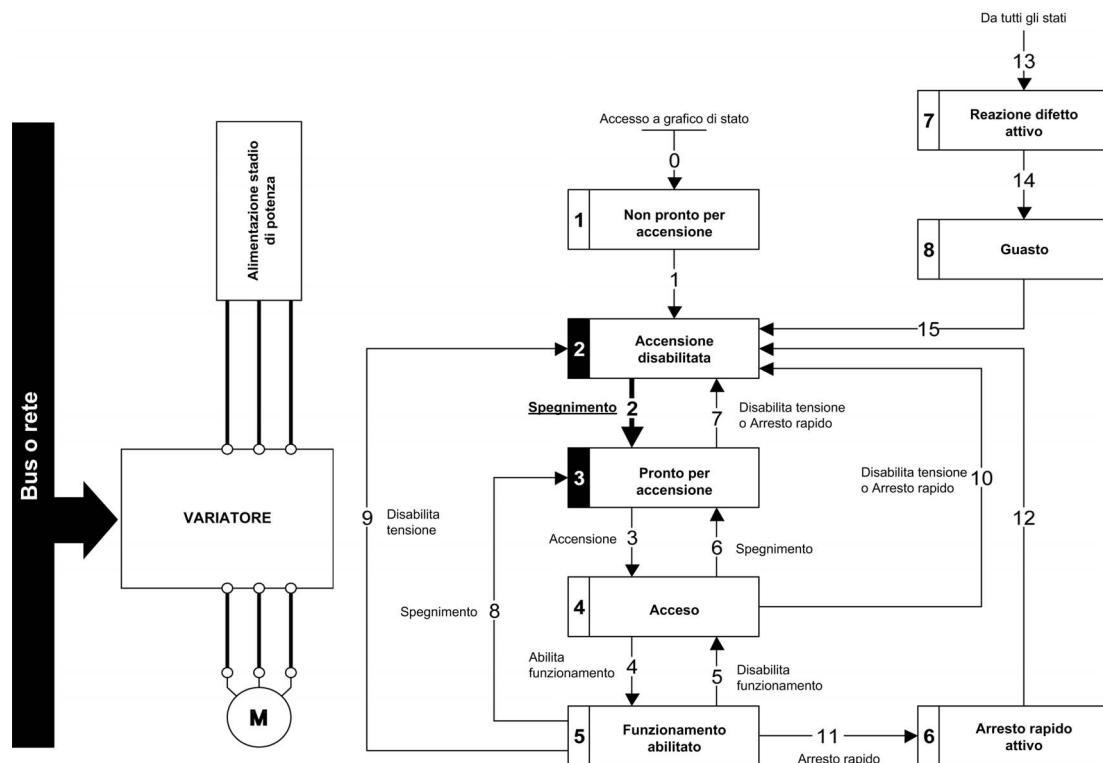 Bus o rete
Alimentazione stadio
di potenza
VARIATORE
M
Da tutti gli stati
13
7
Reazione difetto
attivo
14
8
Guasto
15
Accesso a grafico di stato
0
1
Non pronto per
accensione
1
2
Accensione
disabilitata
Spegnimento
2
7
Disabilita tensione
o Arresto rapido
3
Pronto per
accensione
9
Disabilita
tensione
Accensione
3
6
Spegnimento
Disabilita tensione
o Arresto rapido
10
12
Spegnimento
8
4
Acceso
Abilita
funzionamento
4
5
Disabilita
funzionamento
5
Funzionamento
abilitato
11
Arresto rapido
6
Arresto rapido
attivo